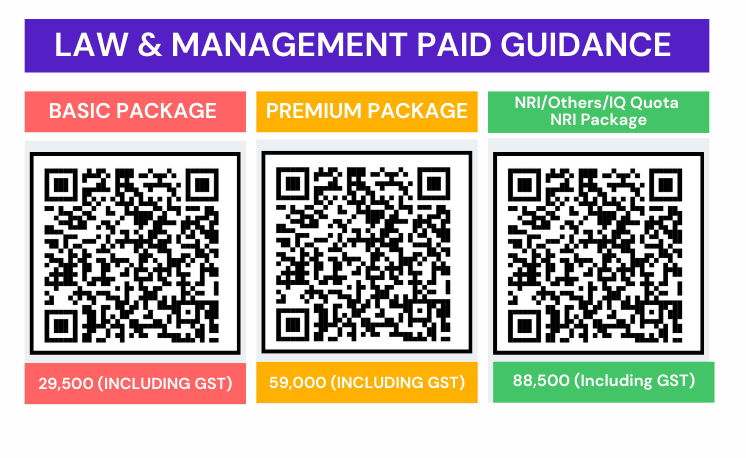 LAW & MANAGEMENT PAID GUIDANCE
BASIC PACKAGE
PREMIUM PACKAGE
NRI/Others/IQ Quota
NRI Package
29,500 (INCLUDING GST)
59,000 (INCLUDING GST)
88,500 (Including GST)